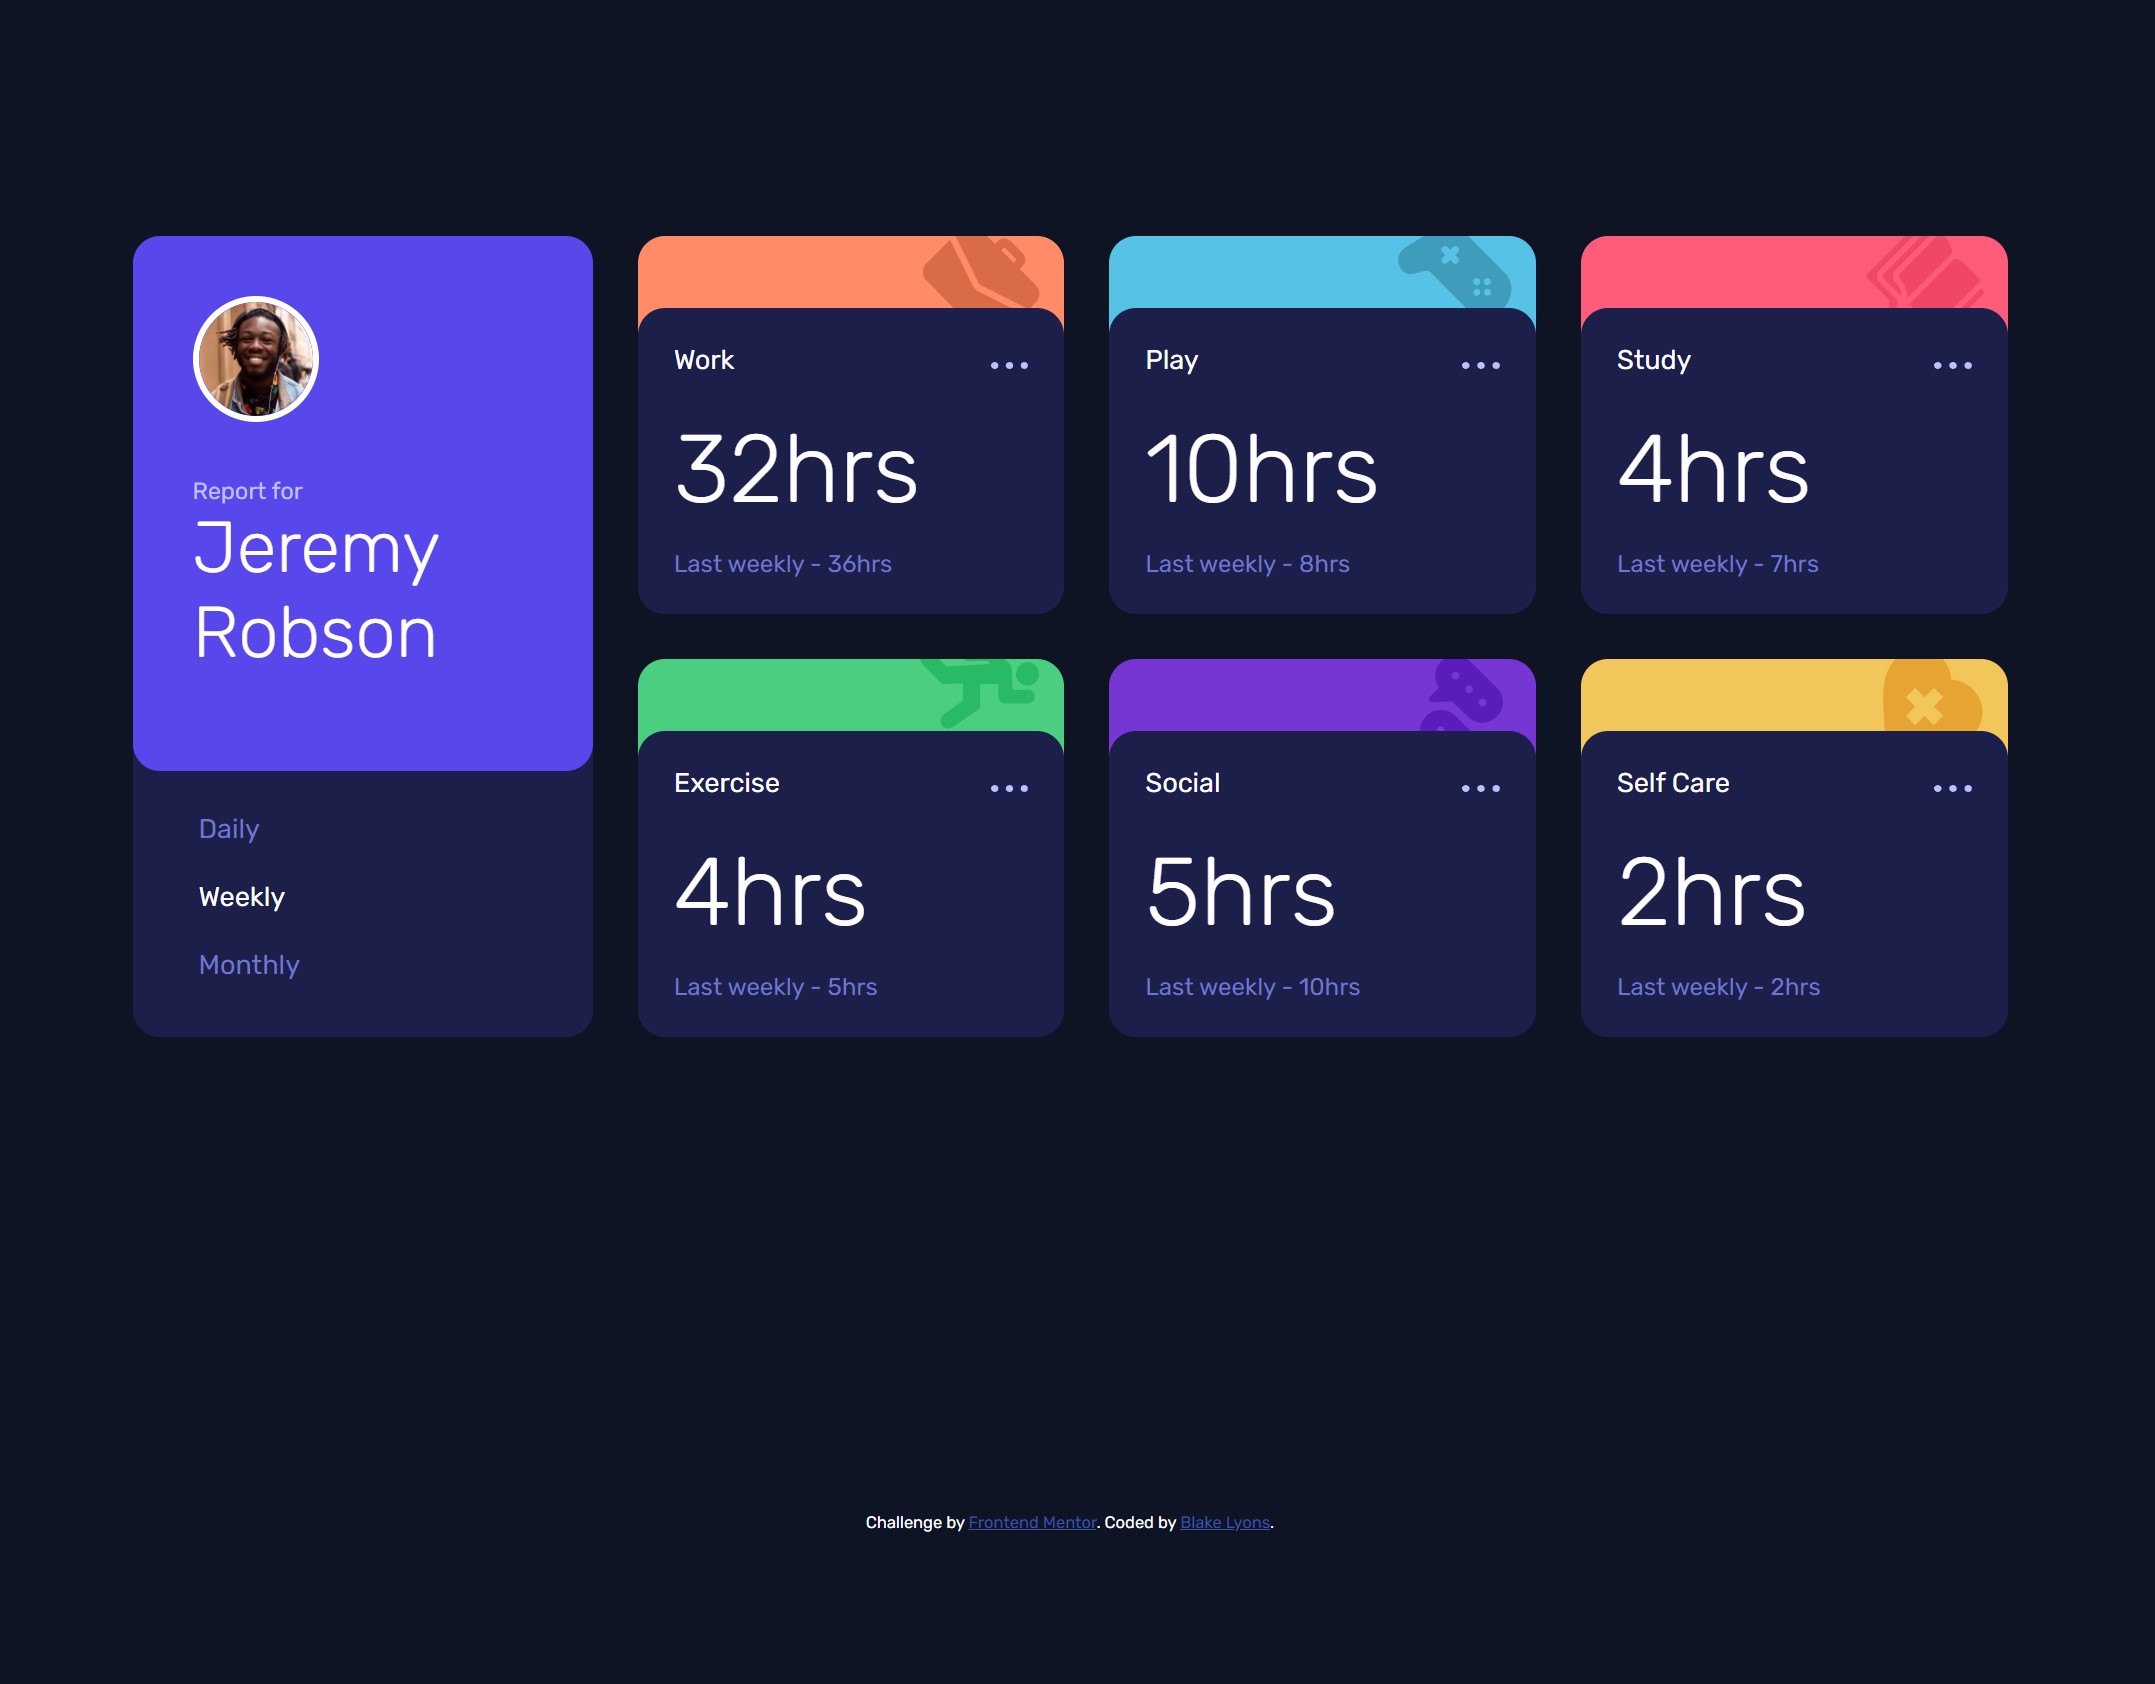 Report for
Jeremy
Robson
Daily
Weekly
Monthly
Work
32hrs
Last weekly - 36hrs
Play
10hrs
Last weekly - 8hrs
Study
4hrs
Last weekly - 7hrs
Exercise
4hrs
Last weekly - 5hrs
Social
5hrs
Last weekly - 10hrs
Self Care
2hrs
Last weekly - 2hrs
Challenge by Frontend Mentor. Coded by Blake Lyons.